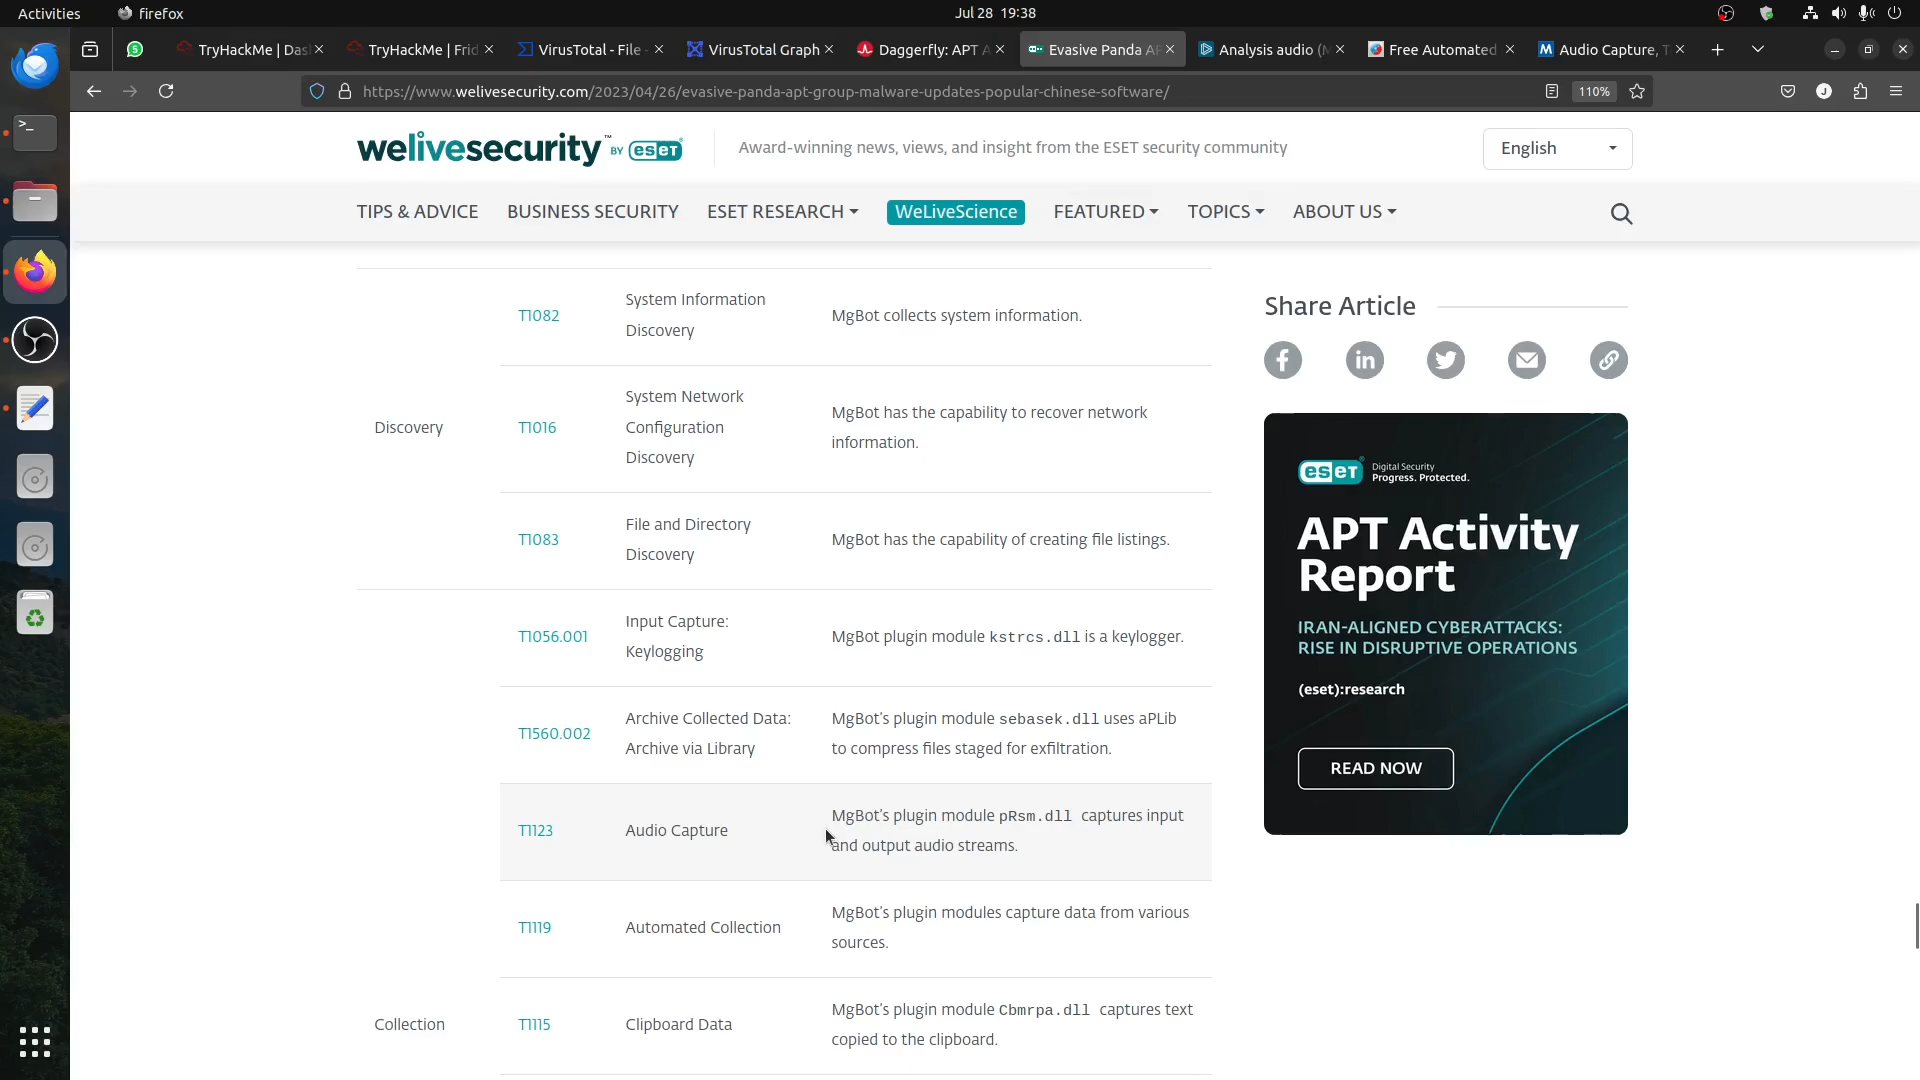 Activities
firefox
Jul 28 19:38
TryHackMe | Das
TryHackMe | Frid
VirusTotal - File -
VirusTotal Graph
Daggerfly: APT A
Evasive Panda AP
Analysis audio (M
Free Automated
Audio Capture, T
https://www.welivesecurity.com/2023/04/26/evasive-panda-apt-group-malware-updates-popular-chinese-software/
110%
J
welivesecurity™ BY eseT
Award-winning news, views, and insight from the ESET security community
English
TIPS & ADVICE
BUSINESS SECURITY
ESET RESEARCH
WeLiveScience
FEATURED
TOPICS
ABOUT US
T1082
System Information
Discovery
MgBot collects system information.
Discovery
T1016
System Network
Configuration
Discovery
MgBot has the capability to recover network
information.
T1083
File and Directory
Discovery
MgBot has the capability of creating file listings.
T1056.001
Input Capture:
Keylogging
MgBot plugin module kstrcs.dll is a keylogger.
T1560.002
Archive Collected Data:
Archive via Library
MgBot’s plugin module sebasek.dll uses aPLib
to compress files staged for exfiltration.
T1123
Audio Capture
MgBot’s plugin module pRsm.dll captures input
and output audio streams.
T1119
Automated Collection
MgBot’s plugin modules capture data from various
sources.
Collection
T1115
Clipboard Data
MgBot’s plugin module Cbmrpa.dll captures text
copied to the clipboard.
Share Article
eseT
Digital Security
Progress. Protected.
APT Activity
Report
IRAN-ALIGNED CYBERATTACKS:
RISE IN DISRUPTIVE OPERATIONS
(eset):research
READ NOW